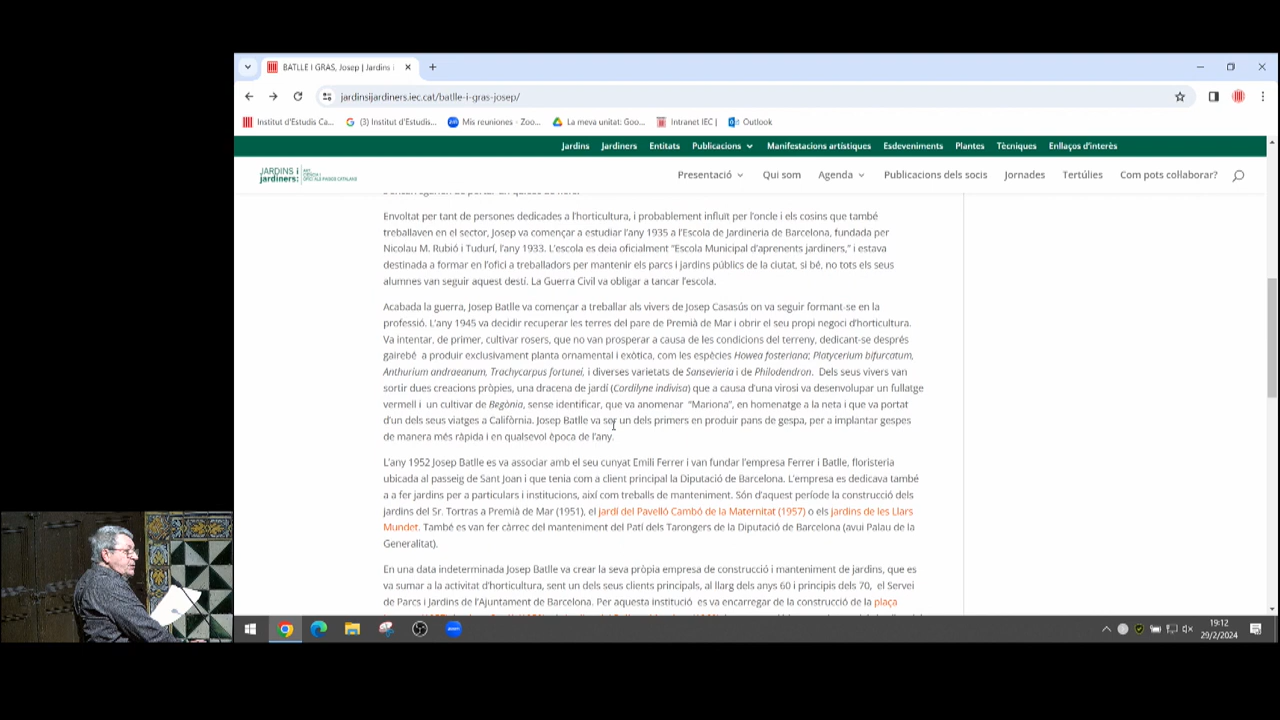 BATLLE I GRAS, Josep | Jardins i
jardinsijardiners.iec.cat/batlle-i-gras-josep/
Institut d'Estudis Ca...
(3) Institut d'Estudis...
Mis reuniones - Zoo...
La meva unitat: Goo...
Intranet IEC |
Outlook
Jardins
Jardiners
Entitats
Publicacions
Manifestacions artístiques
Esdeveniments
Plantes
Tècniques
Enllaços d'interès
JARDINS i
jardiners:
Presentació
Qui som
Agenda
Publicacions dels socis
Jornades
Tertúlies
Com pots col·laborar?
Envoltat per tant de persones dedicades a l'horticultura, i probablement influït per l'oncle i els cosins que també
treballaven en el sector, Josep va començar a estudiar l'any 1935 a l'Escola de Jardineria de Barcelona, fundada per
Nicolau M. Rubió i Tudurí, l'any 1933. L'escola es deia oficialment "Escola Municipal d'aprenents jardiners," i estava
destinada a formar en l'ofici a treballadors per mantenir els parcs i jardins públics de la ciutat, si bé, no tots els seus
alumnes van seguir aquest destí. La Guerra Civil va obligar a tancar l'escola.
Acabada la guerra, Josep Batlle va començar a treballar als vivers de Josep Casasús on va seguir formant-se en la
professió. L'any 1945 va decidir recuperar les terres del pare de Premià de Mar i obrir el seu propi negoci d'horticultura.
Va intentar, de primer, cultivar rosers, que no van prosperar a causa de les condicions del terreny, dedicant-se després
gairebé a produir exclusivament planta ornamental i exòtica, com les espècies Howea fosteriana; Platycerium bifurcatum,
Anthurium andraeanum, Trachycarpus fortunei, i diverses varietats de Sansevieria i de Philodendron. Dels seus vivers van
sortir dues creacions pròpies, una dracena de jardí (Cordilyne indivisa) que a causa d'una virosi va desenvolupar un fullatge
vermell i un cultivar de Begònia, sense identificar, que va anomenar "Mariona", en homenatge a la neta i que va portat
d'un dels seus viatges a Califòrnia. Josep Batlle va ser un dels primers en produir pans de gespa, per a implantar gespes
de manera més ràpida i en qualsevol època de l'any.
L'any 1952 Josep Batlle es va associar amb el seu cunyat Emili Ferrer i van fundar l'empresa Ferrer i Batlle, floristeria
ubicada al passeig de Sant Joan i que tenia com a client principal la Diputació de Barcelona. L'empresa es dedicava també
a a fer jardins per a particulars i institucions, així com treballs de manteniment. Són d'aquest període la construcció dels
jardins del Sr. Tortras a Premià de Mar (1951), el jardí del Pavelló Cambó de la Maternitat (1957) o els jardins de les Llars
Mundet. També es van fer càrrec del manteniment del Pati dels Tarongers de la Diputació de Barcelona (avui Palau de la
Generalitat).
En una data indeterminada Josep Batlle va crear la seva pròpia empresa de construcció i manteniment de jardins, que es
va sumar a la activitat d'horticultura, sent un dels seus clients principals, al llarg dels anys 60 i principis dels 70, el Servei
de Parcs i Jardins de l'Ajuntament de Barcelona. Per aquesta institució es va encarregar de la construcció de la plaça
19:12
29/2/2024